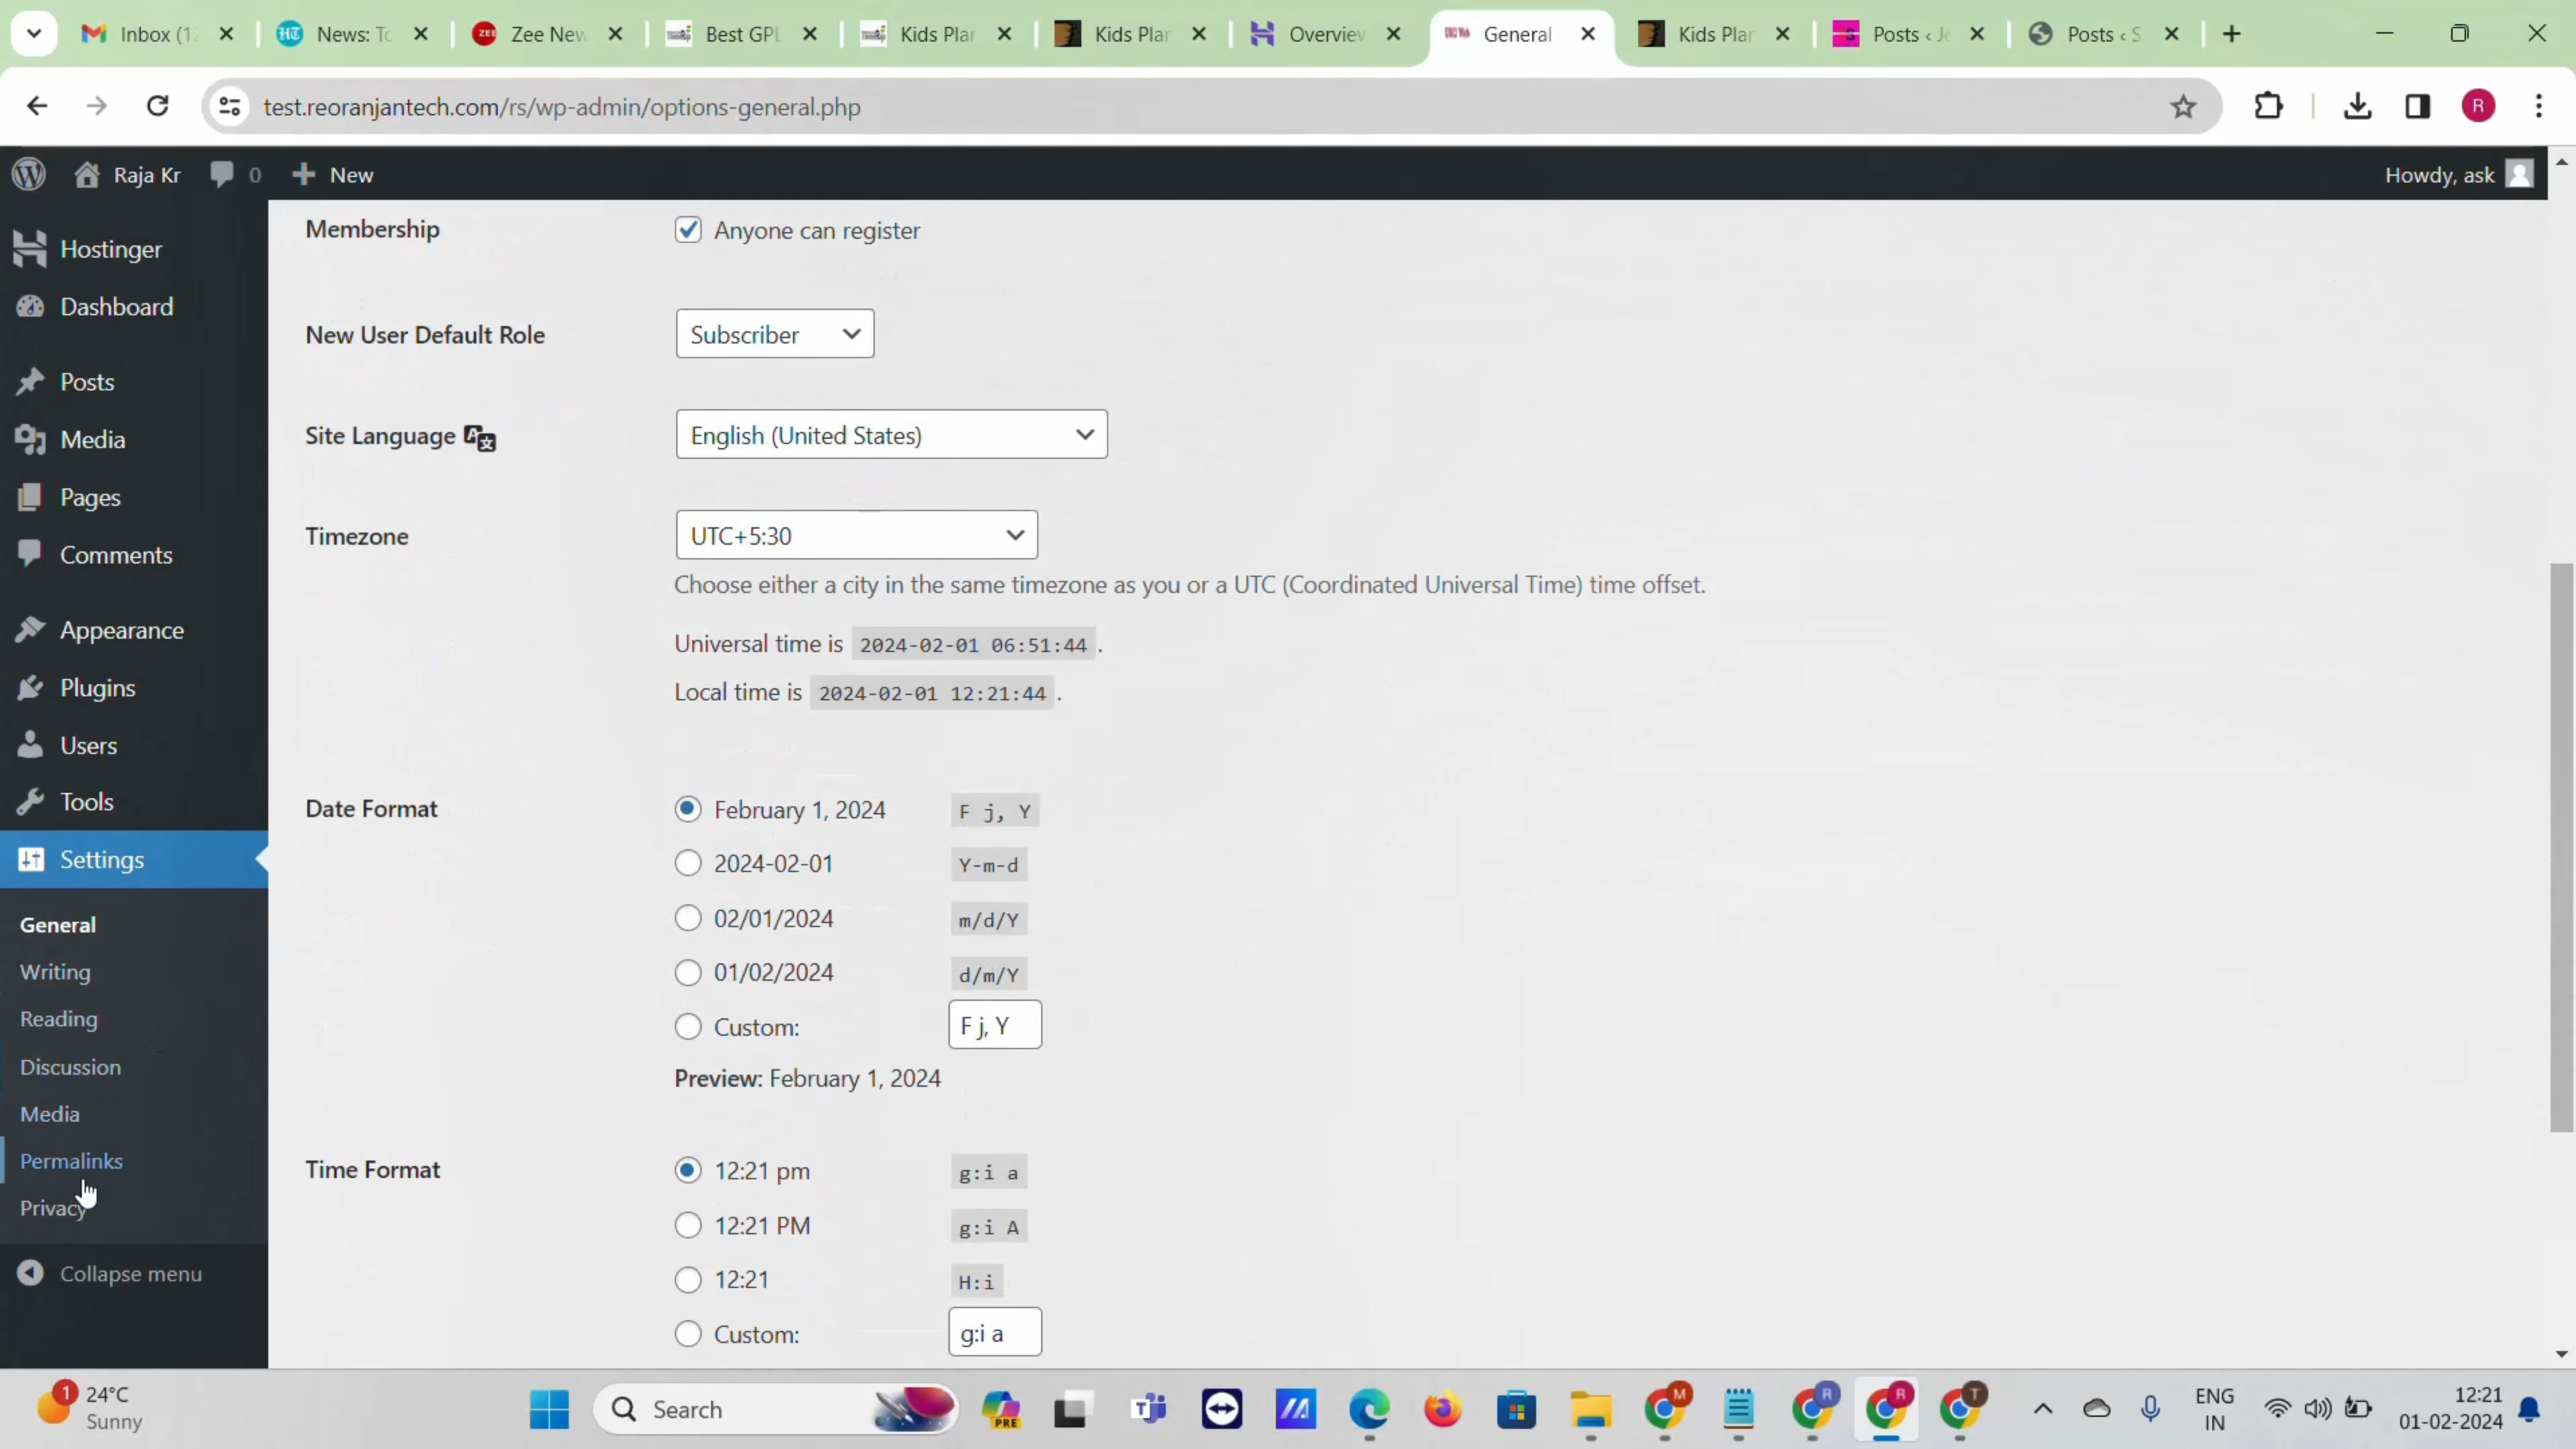 Inbox (1
News: To
Zee New
Best GPL
Kids Plan
Kids Plan
Overview
General
Kids Plan
Posts ‹ Je
Posts ‹ S
test.reoranjantech.com/rs/wp-admin/options-general.php
R
Raja Kr
0
New
Howdy, ask
Hostinger
Dashboard
Posts
Media
Pages
Comments
Appearance
Plugins
Users
Tools
Settings
General
Writing
Reading
Discussion
Media
Permalinks
Privacy
Collapse menu
Membership
Anyone can register
New User Default Role
Subscriber
Site Language
English (United States)
Timezone
UTC+5:30
Choose either a city in the same timezone as you or a UTC (Coordinated Universal Time) time offset.
Universal time is 2024-02-01 06:51:44 .
Local time is 2024-02-01 12:21:44 .
Date Format
February 1, 2024 F j, Y
2024-02-01 Y-m-d
02/01/2024 m/d/Y
01/02/2024 d/m/Y
Custom: F j, Y
Preview: February 1, 2024
Time Format
12:21 pm g:i a
12:21 PM g:i A
12:21 H:i
Custom: g:i a
1
24°C
Sunny
Search
PRE
M
R
R
T
ENG
IN
12:21
01-02-2024